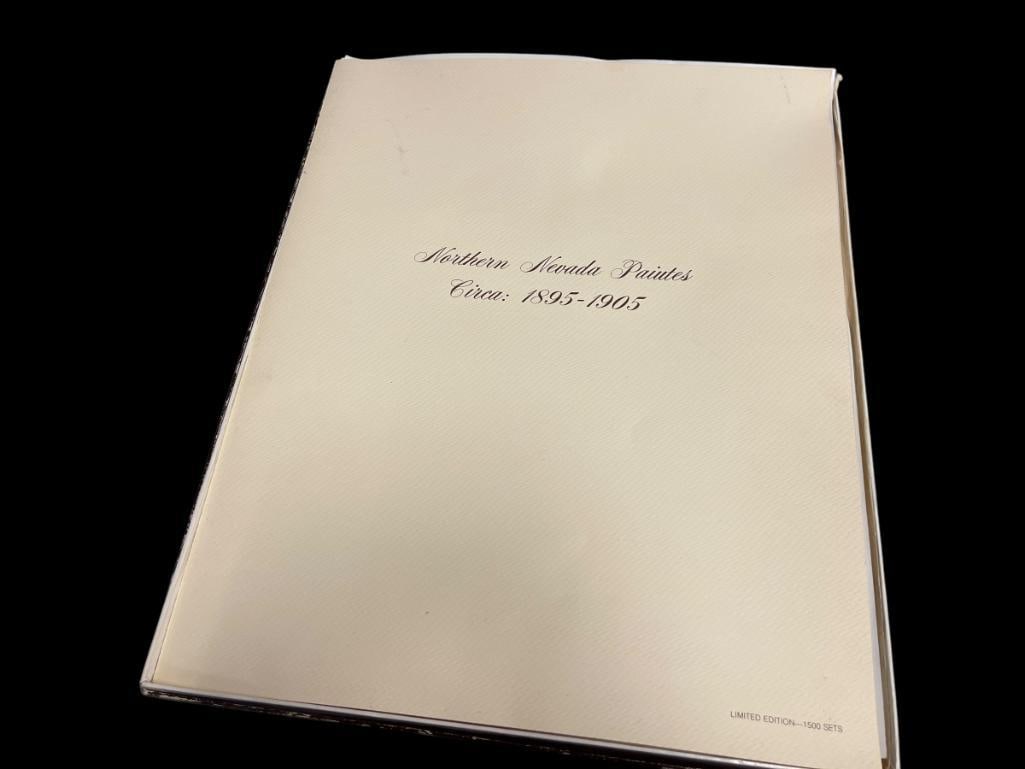 Northern Nevada Paiutes
Circa: 1895-1905
LIMITED EDITION—1500 SETS